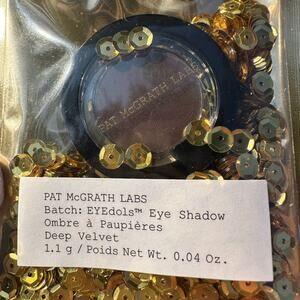 PAT McGRATH LABS
PAT McGRATH LABS
Batch: EYEdols™ Eye Shadow
Ombre à Paupières
Deep Velvet
1.1 g / Poids Net Wt. 0.04 Oz.